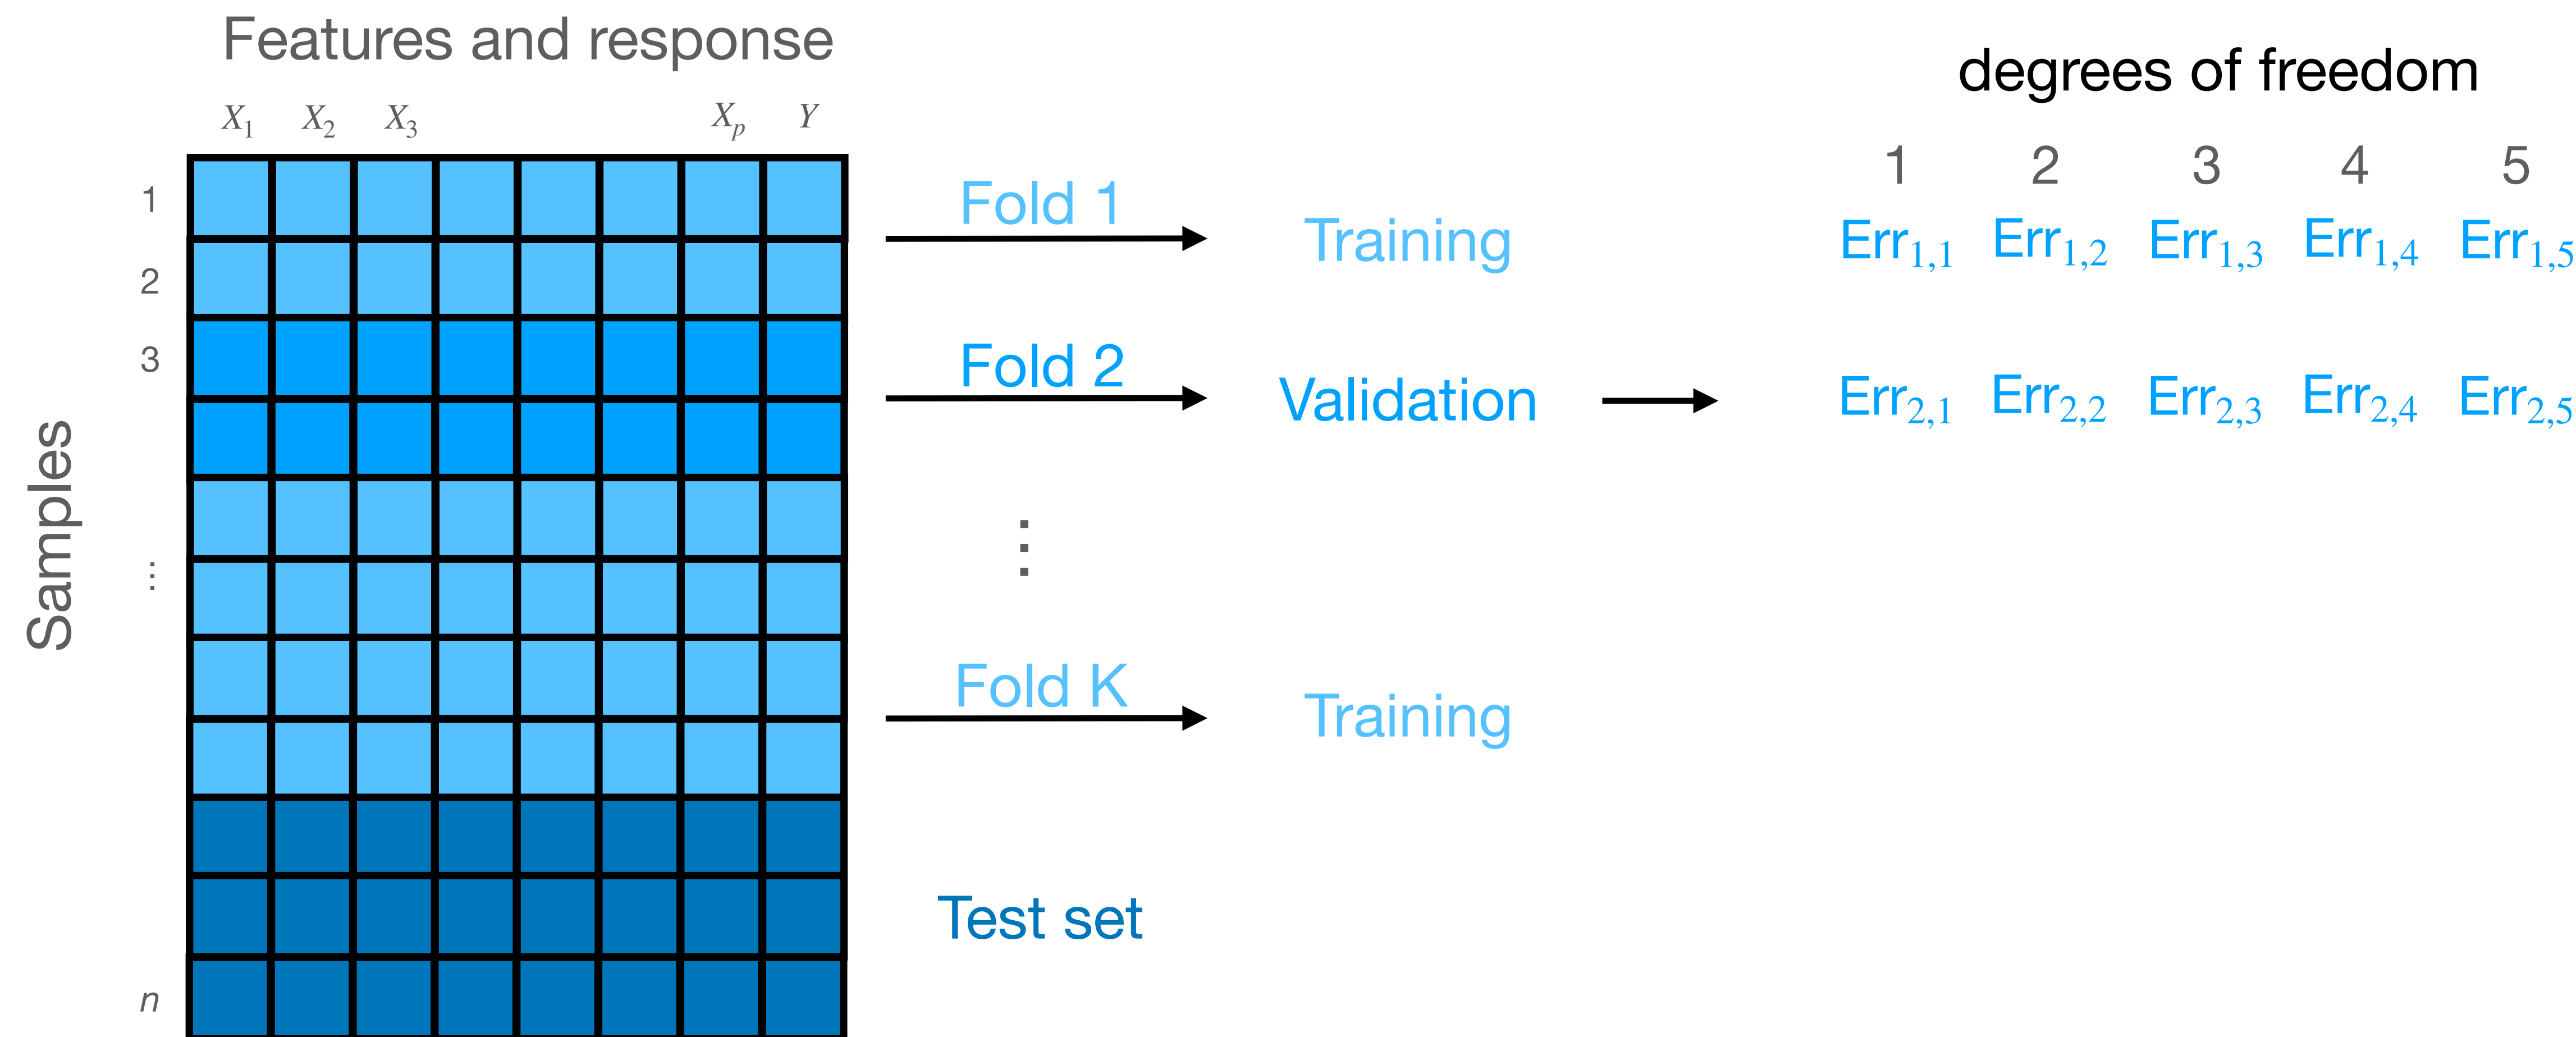 Features and response
X₁ X₂ X₃ Xₚ Y
Samples
1
2
3
⋮
n
Fold 1
Training
Fold 2
Validation
⋮
Fold K
Training
Test set
degrees of freedom
1 2 3 4 5
Err₁,₁ Err₁,₂ Err₁,₃ Err₁,₄ Err₁,₅
Err₂,₁ Err₂,₂ Err₂,₃ Err₂,₄ Err₂,₅